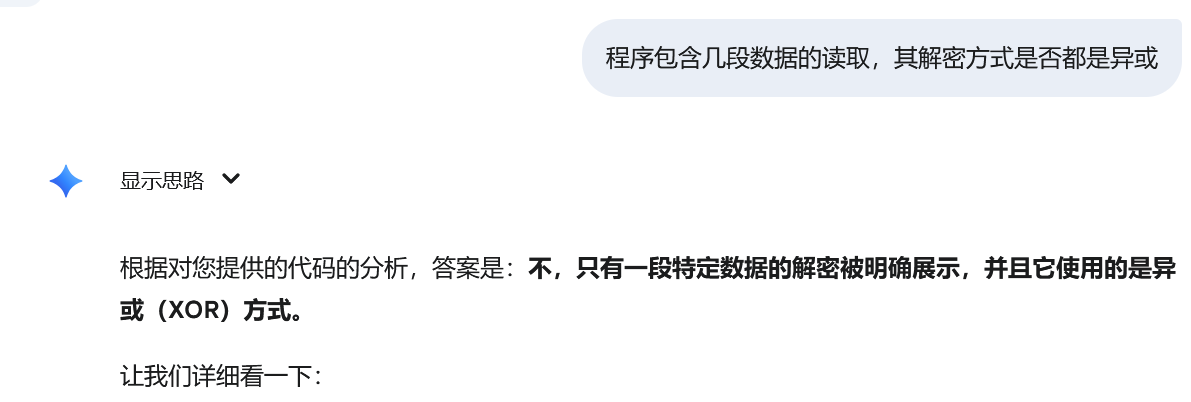 程序包含几段数据的读取，其解密方式是否都是异或
显示思路
根据对您提供的代码的分析，答案是：不，只有一段特定数据的解密被明确展示，并且它使用的是异
或（XOR）方式。
让我们详细看一下：